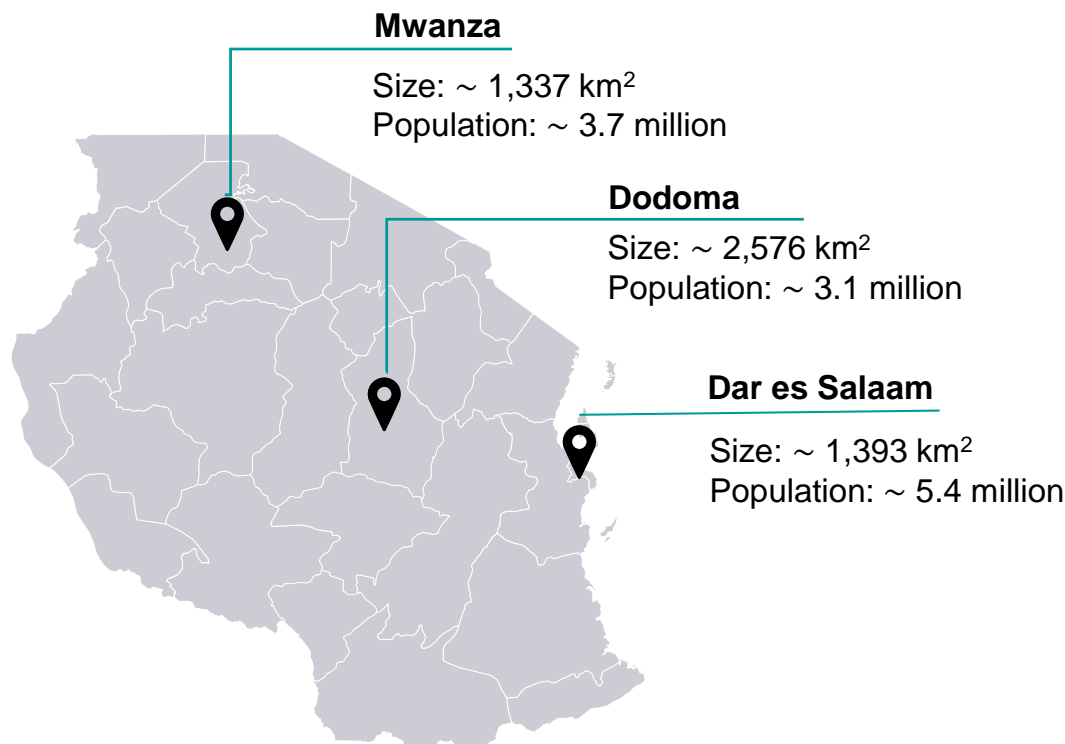 Mwanza
Size: ~ 1,337 km²
Population: ~ 3.7 million
Dodoma
Size: ~ 2,576 km²
Population: ~ 3.1 million
Dar es Salaam
Size: ~ 1,393 km²
Population: ~ 5.4 million